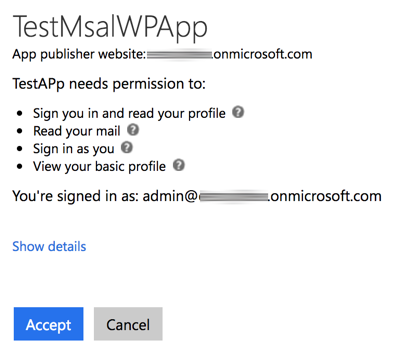 TestMsalWPApp
App publisher website: .onmicrosoft.com
TestAPp needs permission to:
Sign you in and read your profile ?
Read your mail ?
Sign in as you ?
View your basic profile ?
You're signed in as: admin@ .onmicrosoft.com
Show details
Accept Cancel